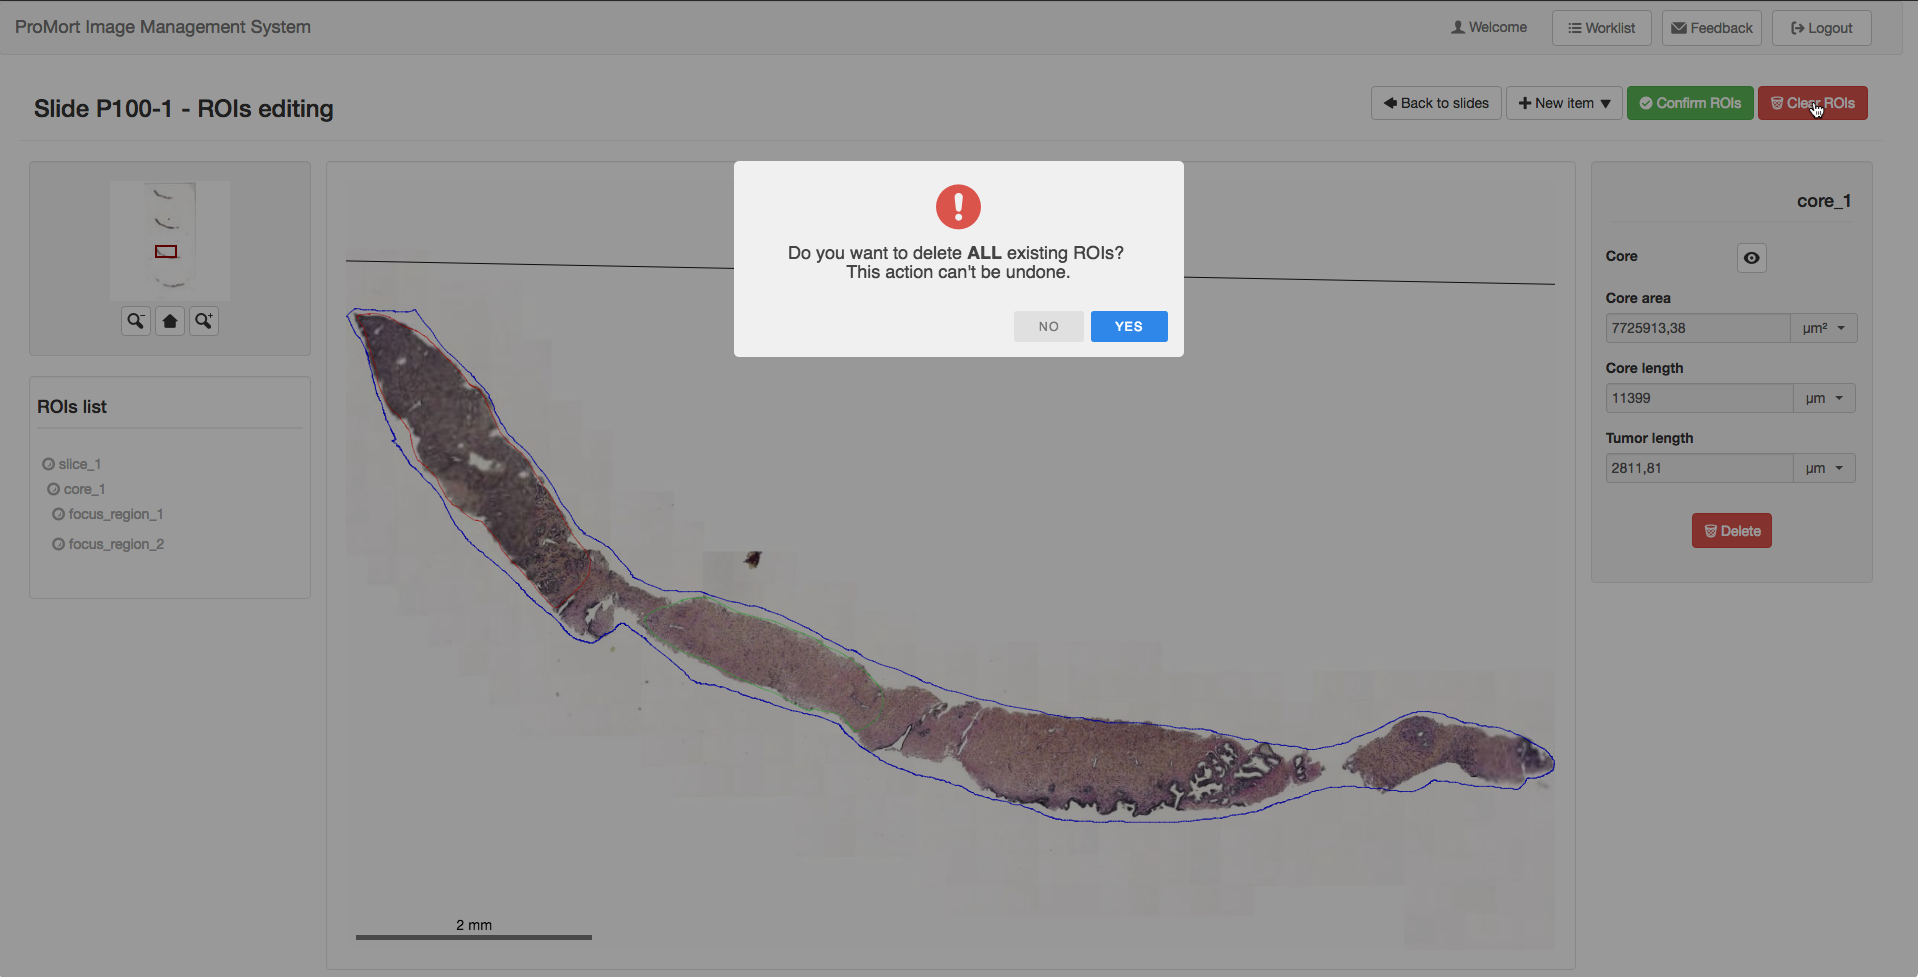 ProMort Image Management System
Welcome
Worklist
Feedback
Logout
Slide P100-1 - ROIs editing
Back to slides
New item
Confirm ROIs
Clear ROIs
Do you want to delete ALL existing ROIs?
This action can't be undone.
NO
YES
ROIs list
slice_1
core_1
focus_region_1
focus_region_2
2 mm
core_1
Core
Core area
7725913,38
µm²
Core length
11399
µm
Tumor length
2811,81
µm
Delete